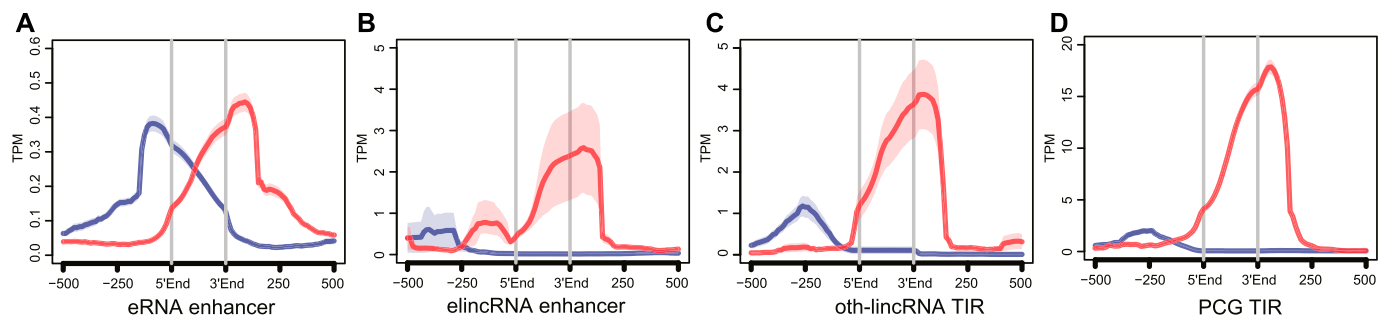 A
TPM
0.6
0.5
0.4
0.3
0.2
0.1
0.0
−500 −250 5'End 3'End 250 500
eRNA enhancer
B
TPM
5
4
3
2
1
0
−500 −250 5'End 3'End 250 500
elincRNA enhancer
C
TPM
5
4
3
2
1
0
−500 −250 5'End 3'End 250 500
oth-lincRNA TIR
D
TPM
20
15
10
5
0
−500 −250 5'End 3'End 250 500
PCG TIR